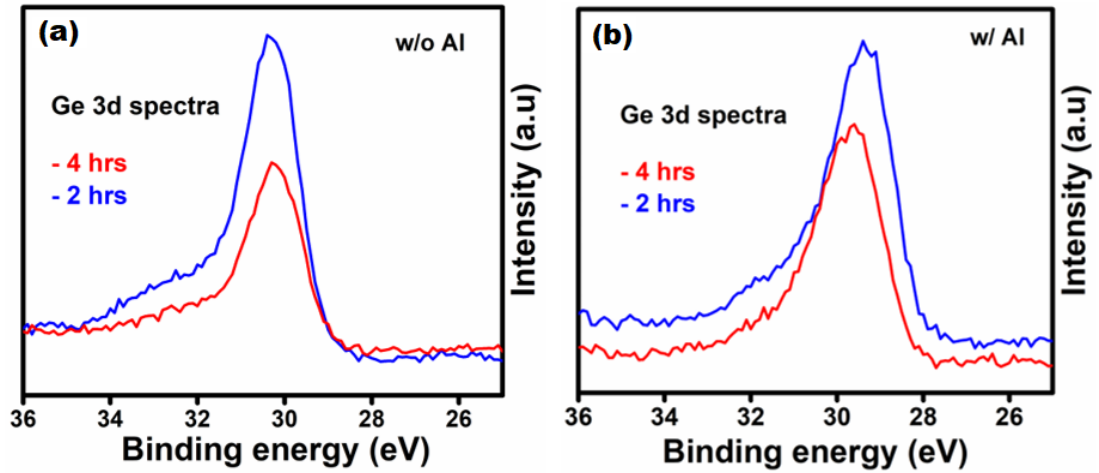 (a)
w/o Al
Ge 3d spectra
- 4 hrs
- 2 hrs
Intensity (a.u)
36 34 32 30 28 26
Binding energy (eV)
(b)
w/ Al
Ge 3d spectra
- 4 hrs
- 2 hrs
Intensity (a.u)
36 34 32 30 28 26
Binding energy (eV)